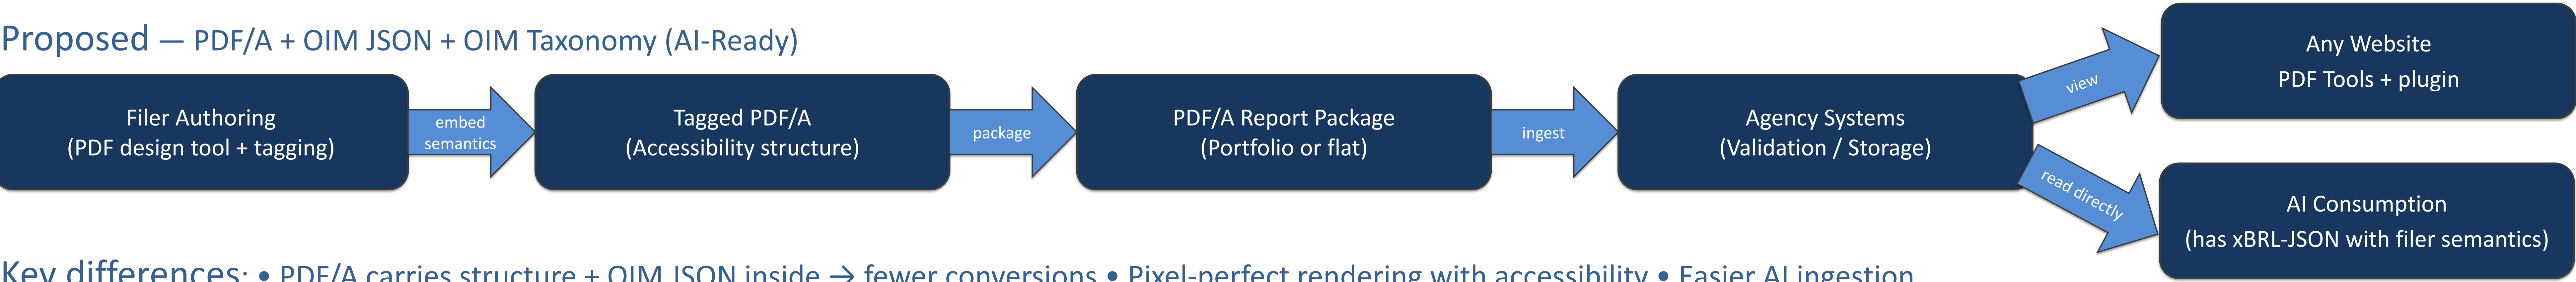 Proposed — PDF/A + OIM JSON + OIM Taxonomy (AI-Ready)
Filer Authoring
(PDF design tool + tagging)
embed
semantics
Tagged PDF/A
(Accessibility structure)
package
PDF/A Report Package
(Portfolio or flat)
ingest
Agency Systems
(Validation / Storage)
view
Any Website
PDF Tools + plugin
read directly
AI Consumption
(has xBRL-JSON with filer semantics)
Key differences: • PDF/A carries structure + OIM JSON inside → fewer conversions • Pixel-perfect rendering with accessibility • Easier AI ingestion